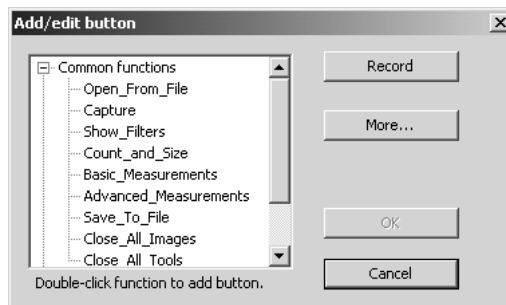 Add/edit button
Common functions
Open_From_File
Capture
Show_Filters
Count_and_Size
Basic_Measurements
Advanced_Measurements
Save_To_File
Close_All_Images
Close_All_Tools
Double-click function to add button.
Record
More...
OK
Cancel